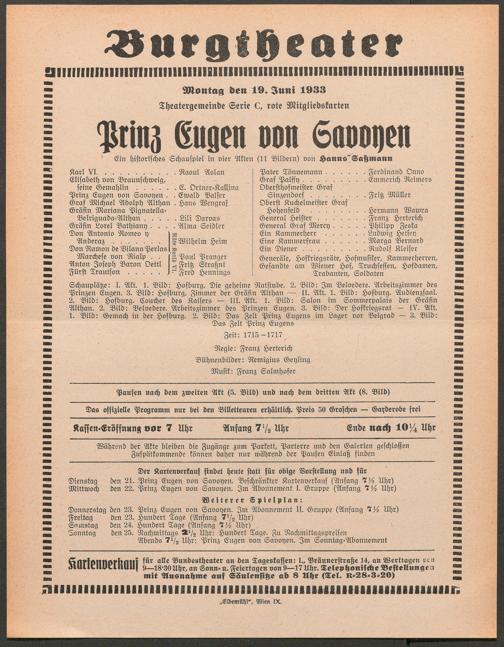 Burgtheater
Montag den 19. Juni 1933
Theatergemeinde Serie C, rote Mitgliedskarten
Prinz Eugen von Savoyen
Ein historisches Schauspiel in vier Akten (11 Bildern) von Hanns Saßmann
Karl VI. . . . . . . . . . . Raoul Aslan
Elisabeth von Braunschweig,
seine Gemahlin . . . . . E. Ortner-Kallina
Prinz Eugen von Savoyen . Ewald Balser
Graf Michael Adolph Althan . Hans Wengraf
Gräfin Mariana Pignatella-
Belriguado-Althan . . . . Lili Darvas
Gräfin Lorel Bathiany . . Alma Seidler
Don Antonio Romeo y
Anderaz . . Wilhelm Heim
Don Ramon de Vilana Perlas
Marchese von Rialp . . Paul Pranger
Anton Joseph Baron Oettl Fritz Strassni
Fürst Trautson . . . Fred Hennings
Räte Karls VI.
Pater Tönnemann . . . . . Ferdinand Onno
Graf Palffy . . . . . . . Emmerich Reimers
Obersthofmeister Graf
Sinzendorf . . . . . . Fritz Müller
Oberst Kuchelmeister Graf
Hohenfeld . . . . . . . Hermann Wawra
General Heister . . . . . Franz Herterich
General Graf Mercy . . . Philipp Zeska
Ein Kammerherr . . . . . Ludwig Heisen
Eine Kammerfrau . . . . . Marga Bernard
Ein Diener . . . . . . . Rudolf Kleiser
Generäle, Hofkriegsräte, Hofmusiker, Kammerherren,
Gesandte am Wiener Hof, Truchsessen, Hofdamen,
Trabanten, Soldaten
Schauplätze: I. Akt. 1. Bild: Hofburg. Die geheime Ratstube. 2. Bild: Im Belvedere. Arbeitszimmer des
Prinzen Eugen. 3. Bild: Hofburg. Zimmer der Gräfin Althan — II. Akt. 1. Bild: Hofburg. Audienzsaal.
2. Bild: Hofburg. Coucher des Kaisers — III. Akt. 1. Bild: Salon im Sommerpalais der Gräfin
Althan. 2. Bild: Belvedere. Arbeitszimmer des Prinzen Eugen. 3. Bild: Der Hofkriegsrat — IV. Akt.
1. Bild: Gemach in der Hofburg. 2. Bild: Das Zelt Prinz Eugens im Lager vor Belgrad — 3. Bild:
Das Zelt Prinz Eugens
Zeit: 1715—1717
Regie: Franz Herterich
Bühnenbilder: Remigius Geyling
Musik: Franz Salmhofer
Pausen nach dem zweiten Akt (5. Bild) und nach dem dritten Akt (8. Bild)
Das offizielle Programm nur bei den Billetteuren erhältlich. Preis 50 Groschen — Garderobe frei
Kassen-Eröffnung vor 7 Uhr Anfang 7½ Uhr Ende nach 10¼ Uhr
Während der Akte bleiben die Zugänge zum Parkett, Parterre und den Galerien geschlossen
Zuspätkommende können daher nur während der Pausen Einlaß finden
Der Kartenverkauf findet heute statt für obige Vorstellung und für
Dienstag den 21. Prinz Eugen von Savoyen. Beschränkter Kartenverkauf (Anfang 7½ Uhr)
Mittwoch den 22. Prinz Eugen von Savoyen. Im Abonnement I. Gruppe (Anfang 7½ Uhr)
Weiterer Spielplan:
Donnerstag den 23. Prinz Eugen von Savoyen. Im Abonnement II. Gruppe (Anfang 7½ Uhr)
Freitag den 23. Hundert Tage (Anfang 7½ Uhr)
Samstag den 24. Hundert Tage (Anfang 7½ Uhr)
Sonntag den 25. Nachmittags 2½ Uhr: Hundert Tage. Zu Nachmittagspreisen
Abends 7½ Uhr: Prinz Eugen von Savoyen. Im Sonntag-Abonnement
Kartenverkauf für alle Bundestheater an den Tageskassen: I., Bräunerstraße 14, an Werktagen von
9—18·30 Uhr, an Sonn- u. Feiertagen von 9—17 Uhr. Telephonische Bestellungen
mit Ausnahme auf Säulensitze ab 8 Uhr (Tel. R-28-3-20)
„Elbemühl“, Wien IX.